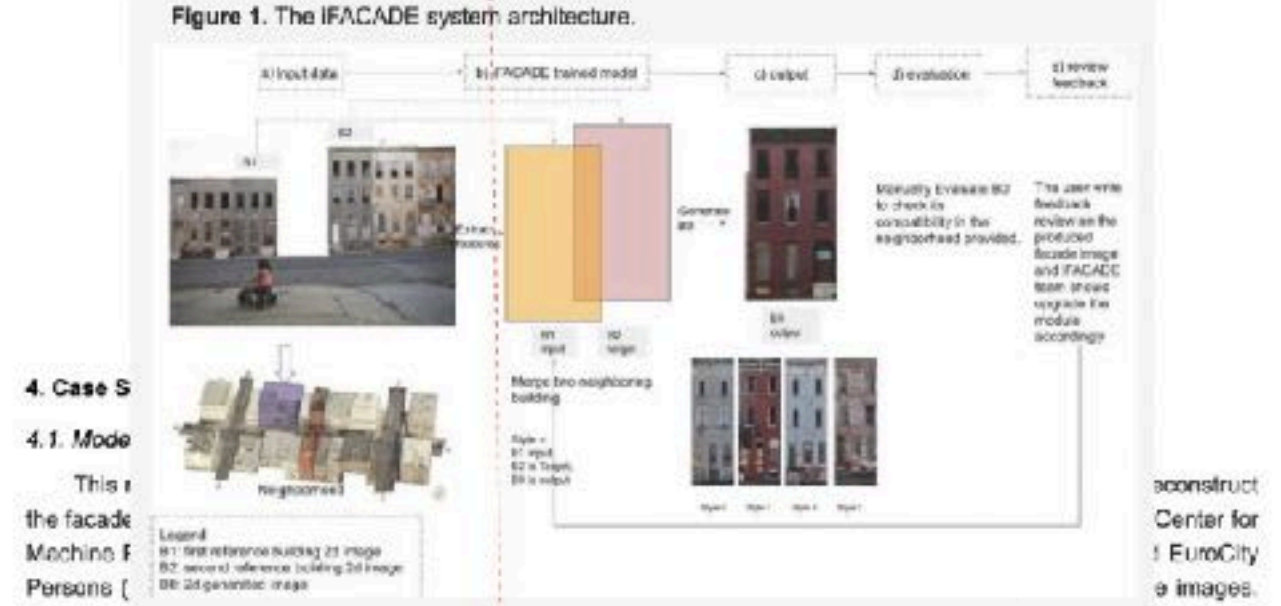 Figure 1. The iFACADE system architecture.
a) input data
b) iFACADE trained model
c) output
d) evaluation
review
feedback
B1
B2
Extract
features
Generate
B1
input
B2
target
output
Manually Evaluate B0
to check its
compatibility in the
neighborhood provided.
The user write
feedback
review on the
produced
facade image
and iFACADE
team should
upgrade the
module
accordingly
Merge two neighboring
building
Style =
B1 input,
B2 is Target,
B0 is output
Neighborhood
Legend
B1: first reference building 2d image
B2: second reference building 2d image
B0: 2d generated image
4. Case S
4.1. Mode
This r
econstruct
the facade
Center for
Machine P
EuroCity
Persons (
e images.